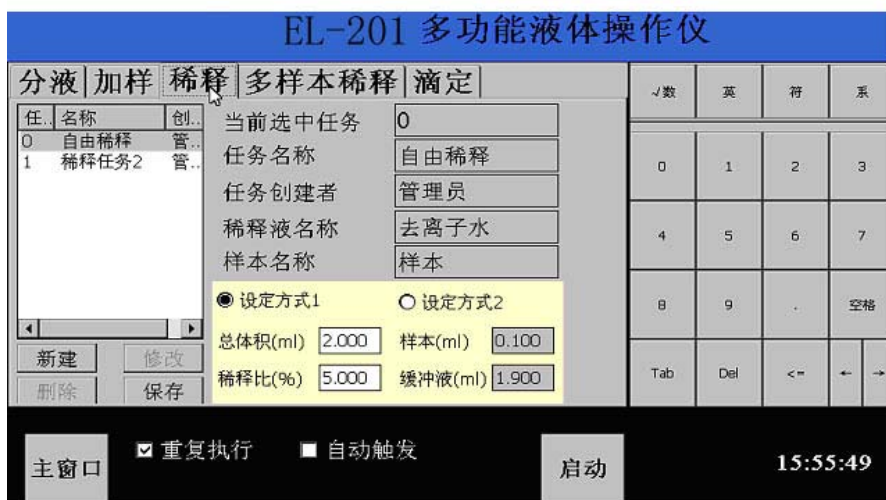 EL-201 多功能液体操作仪
分液 加样 稀释 多样本稀释 滴定
任.. 名称 创..
0 自由稀释 管..
1 稀释任务2 管..
新建 修改
删除 保存
当前选中任务 0
任务名称 自由稀释
任务创建者 管理员
稀释液名称 去离子水
样本名称 样本
设定方式1 设定方式2
总体积(ml) 2.000 样本(ml) 0.100
稀释比(%) 5.000 缓冲液(ml) 1.900
√数 英 符 系
0 1 2 3
4 5 6 7
8 9 . 空格
Tab Del <= ← →
主窗口 重复执行 自动触发 启动 15:55:49